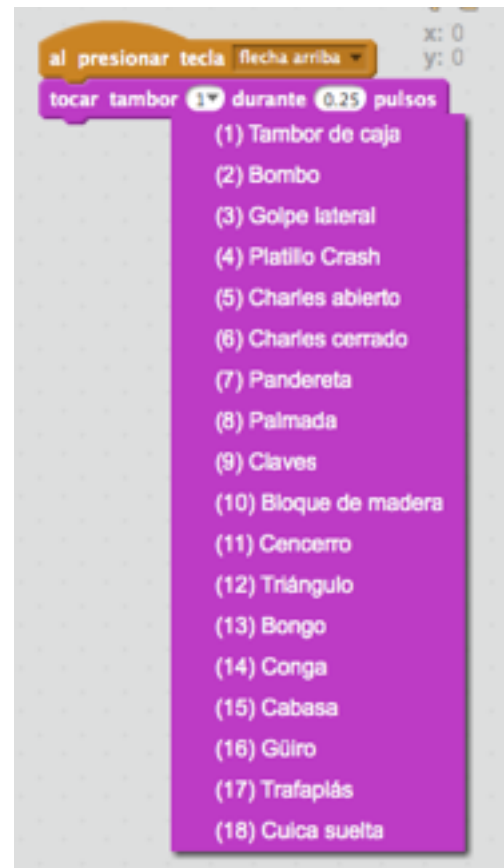 x: 0
al presionar tecla flecha arriba
y: 0
tocar tambor 1 durante 0.25 pulsos
(1) Tambor de caja
(2) Bombo
(3) Golpe lateral
(4) Platillo Crash
(5) Charles abierto
(6) Charles cerrado
(7) Pandereta
(8) Palmada
(9) Claves
(10) Bloque de madera
(11) Cencerro
(12) Triángulo
(13) Bongo
(14) Conga
(15) Cabasa
(16) Güiro
(17) Trafaplás
(18) Cuica suelta